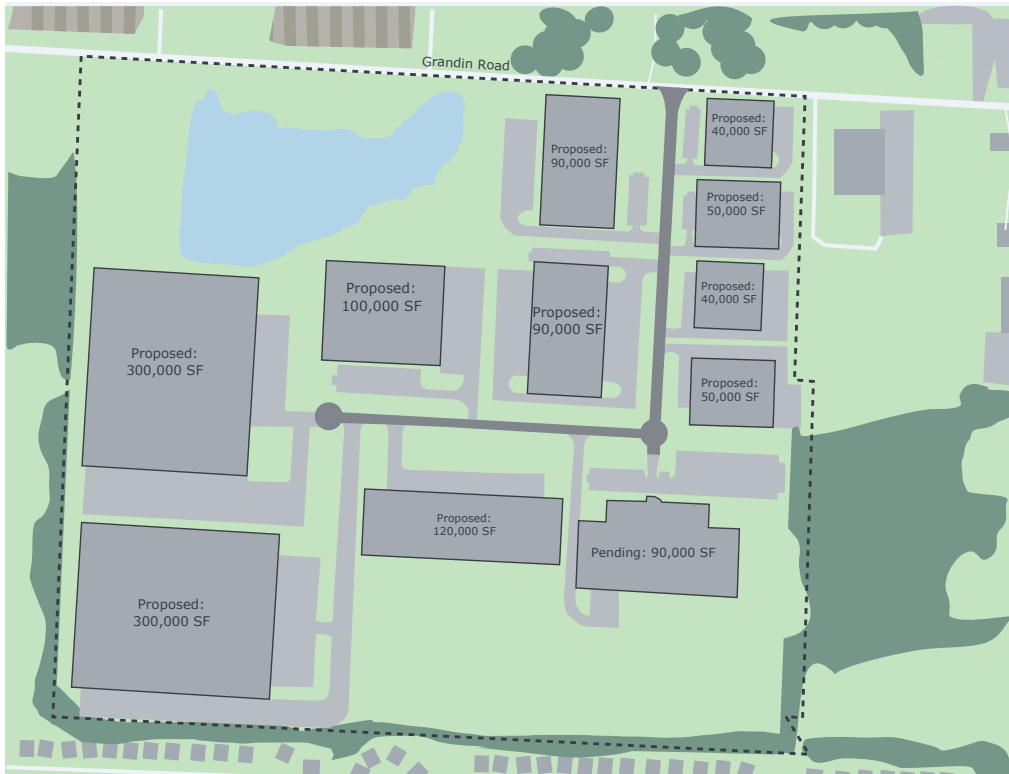 Grandin Road
Proposed:
40,000 SF
Proposed:
90,000 SF
Proposed:
50,000 SF
Proposed:
100,000 SF
Proposed:
40,000 SF
Proposed:
90,000 SF
Proposed:
300,000 SF
Proposed:
50,000 SF
Proposed:
120,000 SF
Pending: 90,000 SF
Proposed:
300,000 SF